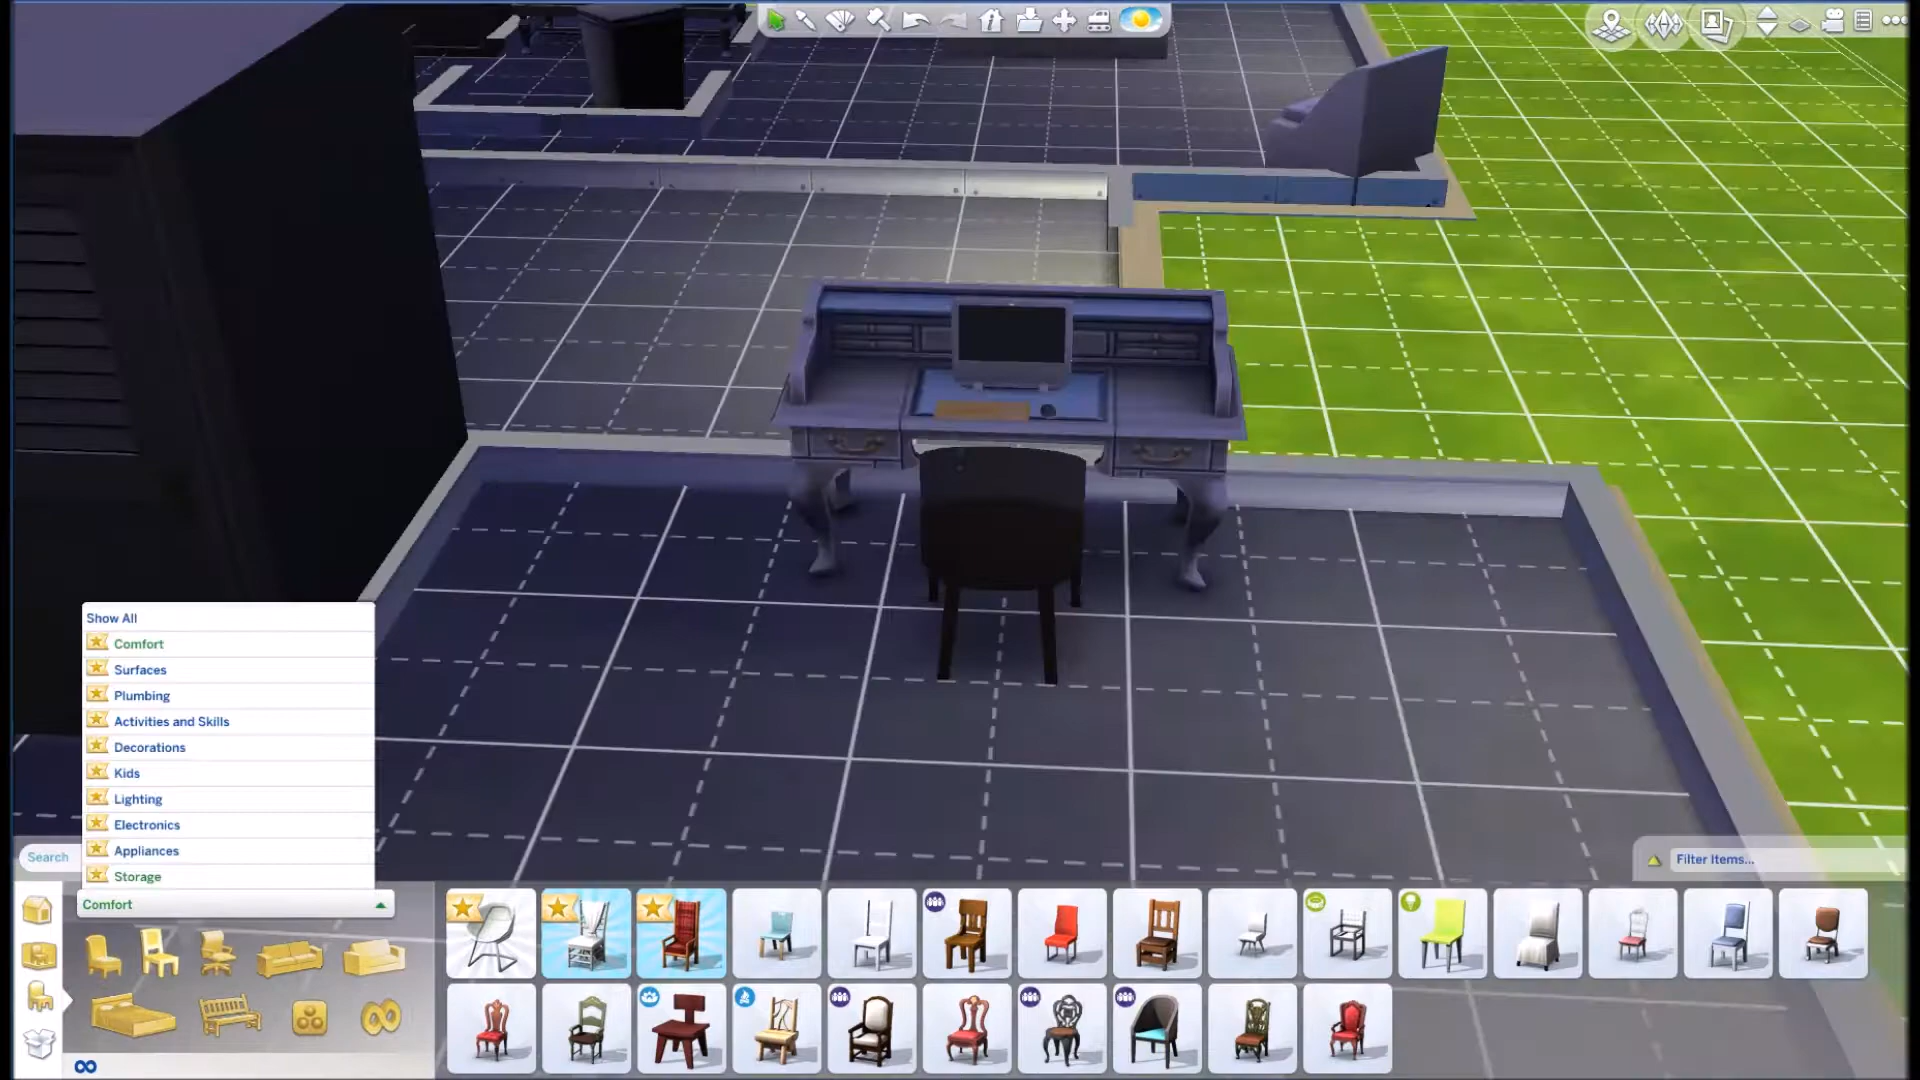 Show All
Comfort
Surfaces
Plumbing
Activities and Skills
Decorations
Kids
Lighting
Electronics
Appliances
Storage
Search
Filter Items...
Comfort